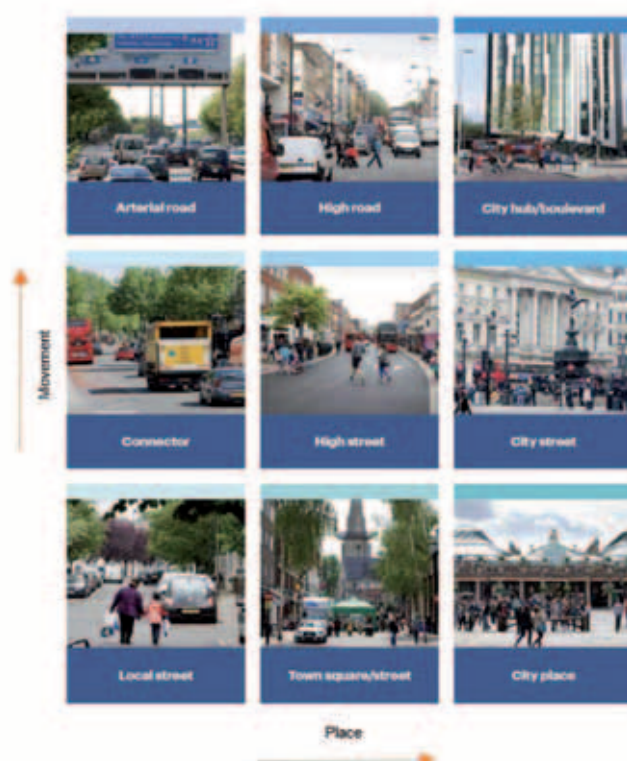 Arterial road
High road
City hub/boulevard
Movement
Connector
High street
City street
Local street
Town square/street
City place
Place